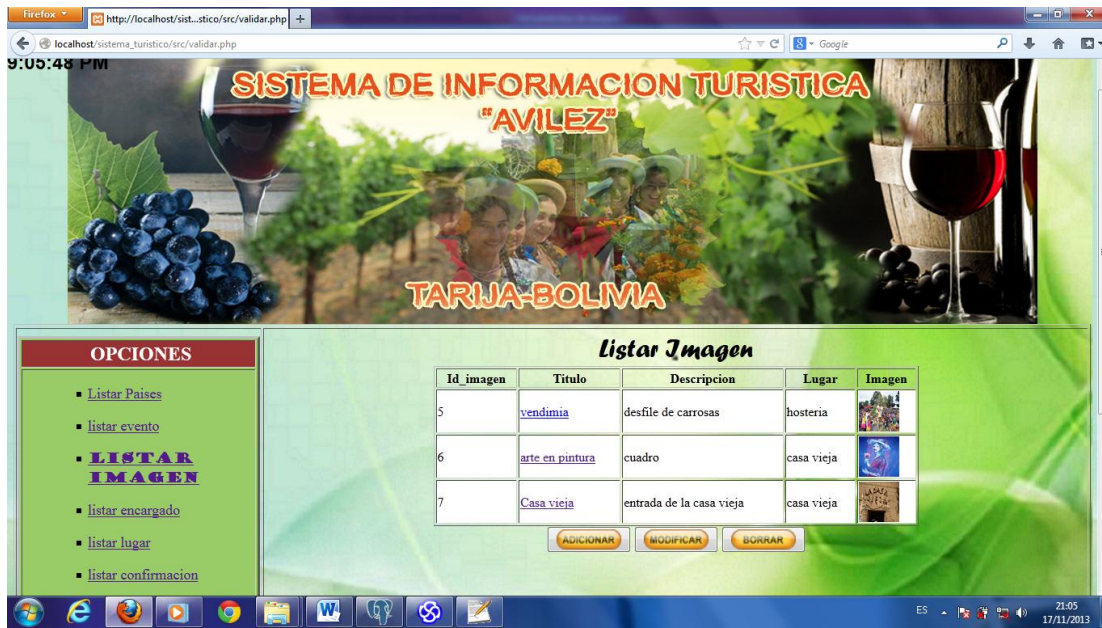 Firefox
http://localhost/sist...stico/src/validar.php
localhost/sistema_turistico/src/validar.php
Google
9:05:48 PM
SISTEMA DE INFORMACION TURISTICA
"AVILEZ"
TARIJA-BOLIVIA
OPCIONES
Listar Paises
listar evento
LISTAR IMAGEN
listar encargado
listar lugar
listar confirmacion
Listar Imagen
Id_imagen Titulo Descripcion Lugar Imagen
5 vendimia desfile de carrosas hosteria
6 arte en pintura cuadro casa vieja
7 Casa vieja entrada de la casa vieja casa vieja
ADICIONAR MODIFICAR BORRAR
ES
21:05
17/11/2013